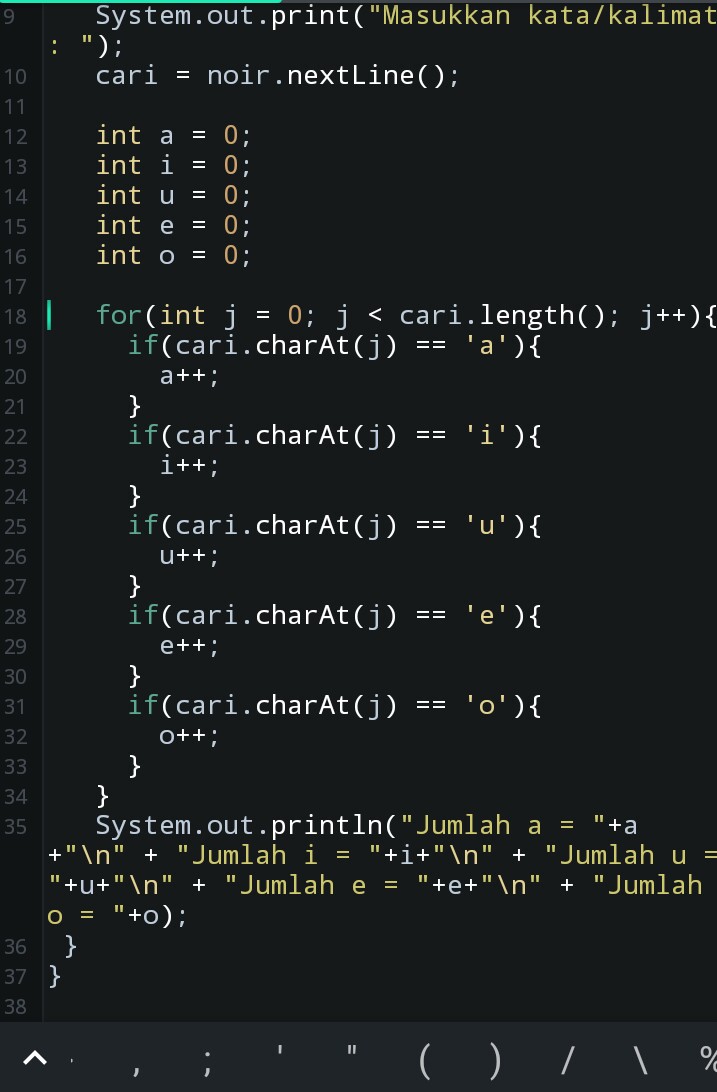 9 System.out.print("Masukkan kata/kalimat
: ");
10 cari = noir.nextLine();
11
12 int a = 0;
13 int i = 0;
14 int u = 0;
15 int e = 0;
16 int o = 0;
17
18 for(int j = 0; j < cari.length(); j++){
19 if(cari.charAt(j) == 'a'){
20 a++;
21 }
22 if(cari.charAt(j) == 'i'){
23 i++;
24 }
25 if(cari.charAt(j) == 'u'){
26 u++;
27 }
28 if(cari.charAt(j) == 'e'){
29 e++;
30 }
31 if(cari.charAt(j) == 'o'){
32 o++;
33 }
34 }
35 System.out.println("Jumlah a = "+a
+"\n" + "Jumlah i = "+i+"\n" + "Jumlah u =
"+u+"\n" + "Jumlah e = "+e+"\n" + "Jumlah
o = "+o);
36 }
37 }
38
, ; ' " ( ) / \ %